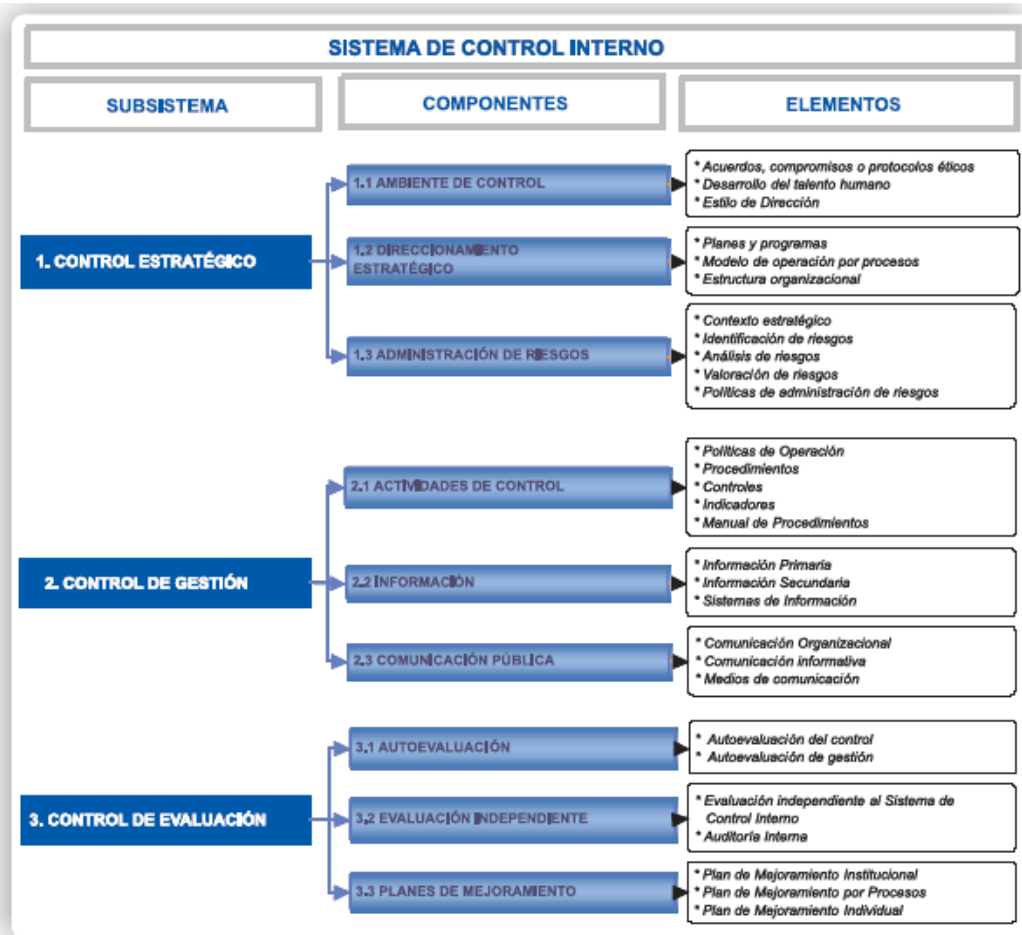 SISTEMA DE CONTROL INTERNO
SUBSISTEMA
COMPONENTES
ELEMENTOS
1. CONTROL ESTRATÉGICO
1.1 AMBIENTE DE CONTROL
* Acuerdos, compromisos o protocolos éticos
* Desarrollo del talento humano
* Estilo de Dirección
1.2 DIRECCIONAMIENTO
ESTRATÉGICO
* Planes y programas
* Modelo de operación por procesos
* Estructura organizacional
1.3 ADMINISTRACIÓN DE RIESGOS
* Contexto estratégico
* Identificación de riesgos
* Análisis de riesgos
* Valoración de riesgos
* Políticas de administración de riesgos
2. CONTROL DE GESTIÓN
2.1 ACTIVIDADES DE CONTROL
* Políticas de Operación
* Procedimientos
* Controles
* Indicadores
* Manual de Procedimientos
2.2 INFORMACIÓN
* Información Primaria
* Información Secundaria
* Sistemas de Información
2.3 COMUNICACIÓN PÚBLICA
* Comunicación Organizacional
* Comunicación informativa
* Medios de comunicación
3. CONTROL DE EVALUACIÓN
3.1 AUTOEVALUACIÓN
* Autoevaluación del control
* Autoevaluación de gestión
3.2 EVALUACIÓN INDEPENDIENTE
* Evaluación independiente al Sistema de
Control Interno
* Auditoría Interna
3.3 PLANES DE MEJORAMIENTO
* Plan de Mejoramiento Institucional
* Plan de Mejoramiento por Procesos
* Plan de Mejoramiento Individual